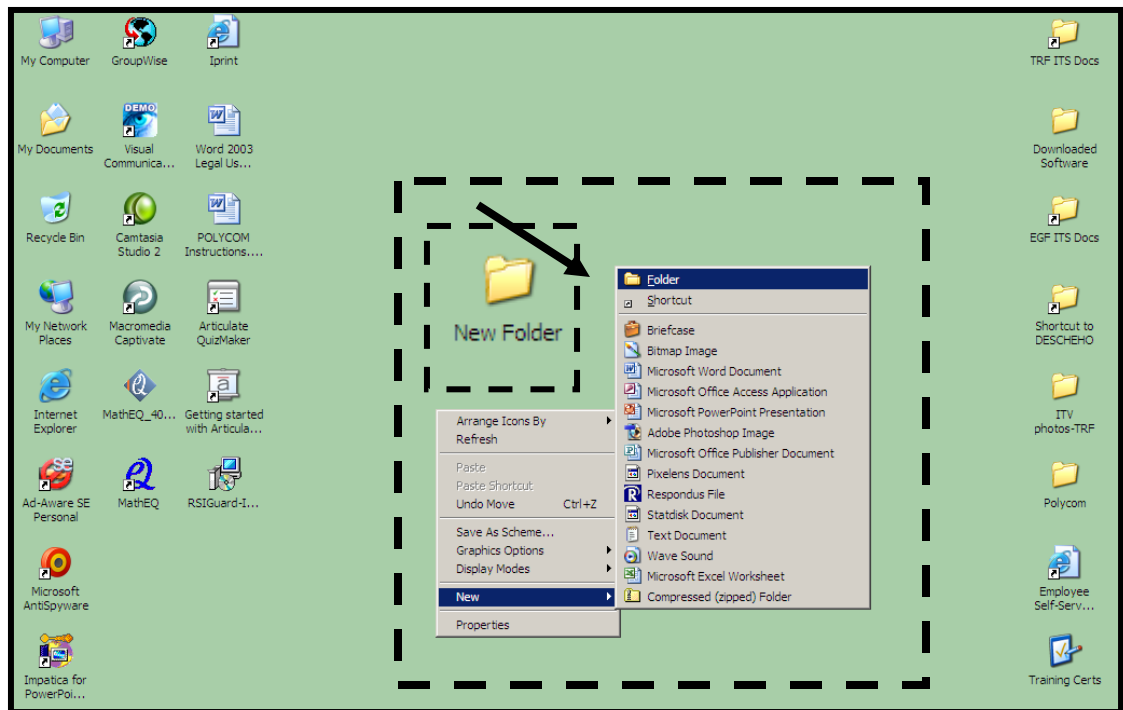 My Computer
GroupWise
Iprint
TRF ITS Docs
My Documents
DEMO
Visual
Communica...
Word 2003
Legal Us...
Downloaded
Software
Recycle Bin
Camtasia
Studio 2
POLYCOM
Instructions....
EGF ITS Docs
My Network
Places
Macromedia
Captivate
Articulate
QuizMaker
Shortcut to
DESCHEHO
Internet
Explorer
MathEQ_40...
Getting started
with Articula...
ITV
photos-TRF
Ad-Aware SE
Personal
MathEQ
RSIGuard-I...
Polycom
Microsoft
AntiSpyware
Employee
Self-Serv...
Impatica for
PowerPoi...
Training Certs
New Folder
Arrange Icons By
Refresh
Paste
Paste Shortcut
Undo Move Ctrl+Z
Save As Scheme...
Graphics Options
Display Modes
New
Properties
Folder
Shortcut
Briefcase
Bitmap Image
Microsoft Word Document
Microsoft Office Access Application
Microsoft PowerPoint Presentation
Adobe Photoshop Image
Microsoft Office Publisher Document
Pixelens Document
Respondus File
Statdisk Document
Text Document
Wave Sound
Microsoft Excel Worksheet
Compressed (zipped) Folder